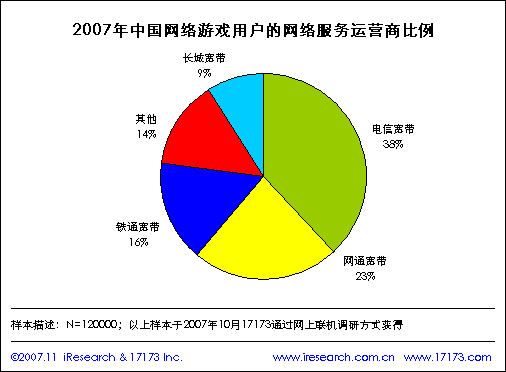 2007年中国网络游戏用户的网络服务运营商比例
长城宽带
9%
其他
14%
电信宽带
38%
铁通宽带
16%
网通宽带
23%
样本描述：N=120000；以上样本于2007年10月17173通过网上联机调研方式获得
©2007.11 iResearch & 17173 Inc. www.iresearch.com.cn www.17173.com